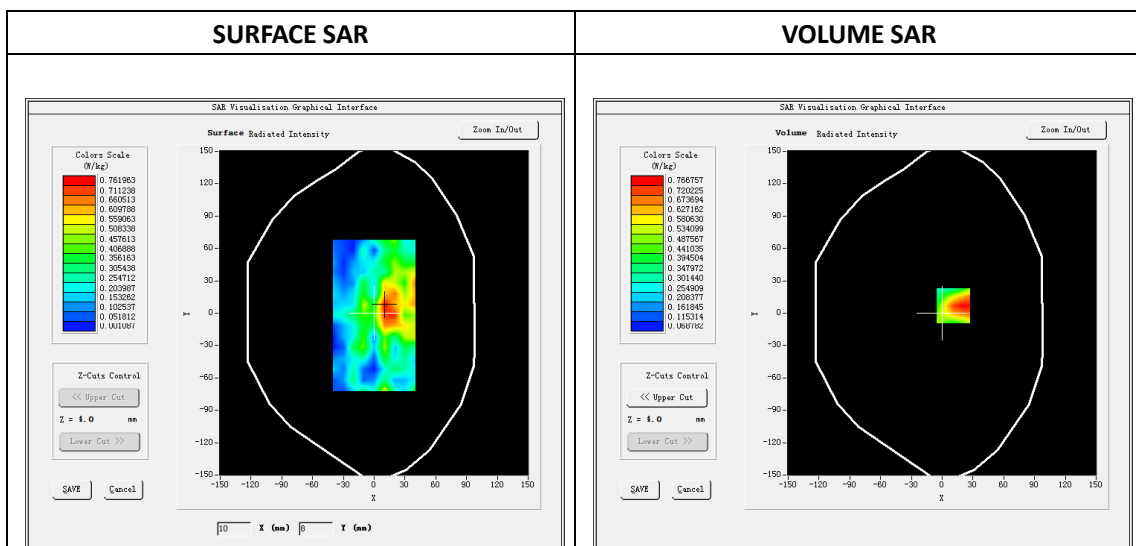 SURFACE SAR
VOLUME SAR
SAR Visualisation Graphical Interface
Surface Radiated Intensity
Zoom In/Out
Colors Scale
(W/kg)
0.761963
0.711238
0.660513
0.609788
0.559063
0.508338
0.457613
0.406888
0.356163
0.305438
0.254712
0.203987
0.153262
0.102537
0.051812
0.001087
150
120
90
60
30
0
-30
-60
-90
-120
-150
Y
-150 -120 -90 -60 -30 0 30 60 90 120 150
X
Z-Cuts Control
<< Upper Cut
Z = 4.0 mm
Lower Cut >>
SAVE Cancel
10 X (mm) 8 Y (mm)
SAR Visualisation Graphical Interface
Volume Radiated Intensity
Zoom In/Out
Colors Scale
(W/kg)
0.766757
0.720225
0.673694
0.627162
0.580630
0.534099
0.487567
0.441035
0.394504
0.347972
0.301440
0.254909
0.208377
0.161845
0.115314
0.068782
150
120
90
60
30
0
-30
-60
-90
-120
-150
Y
-150 -120 -90 -60 -30 0 30 60 90 120 150
X
Z-Cuts Control
<< Upper Cut
Z = 4.0 mm
Lower Cut >>
SAVE Cancel